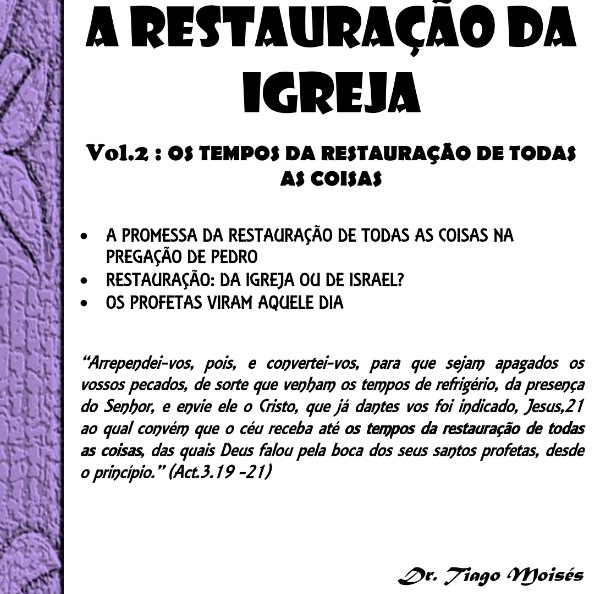 A RESTAURAÇÃO DA
IGREJA
Vol.2 : OS TEMPOS DA RESTAURAÇÃO DE TODAS
AS COISAS
• A PROMESSA DA RESTAURAÇÃO DE TODAS AS COISAS NA
PREGAÇÃO DE PEDRO
• RESTAURAÇÃO: DA IGREJA OU DE ISRAEL?
• OS PROFETAS VIRAM AQUELE DIA
“Arrependei-vos, pois, e convertei-vos, para que sejam apagados os
vossos pecados, de sorte que venham os tempos de refrigério, da presença
do Senhor, e envie ele o Cristo, que já dantes vos foi indicado, Jesus,21
ao qual convém que o céu receba até os tempos da restauração de todas
as coisas, das quais Deus falou pela boca dos seus santos profetas, desde
o princípio.” (Act.3.19 -21)
Dr. Tiago Moisés